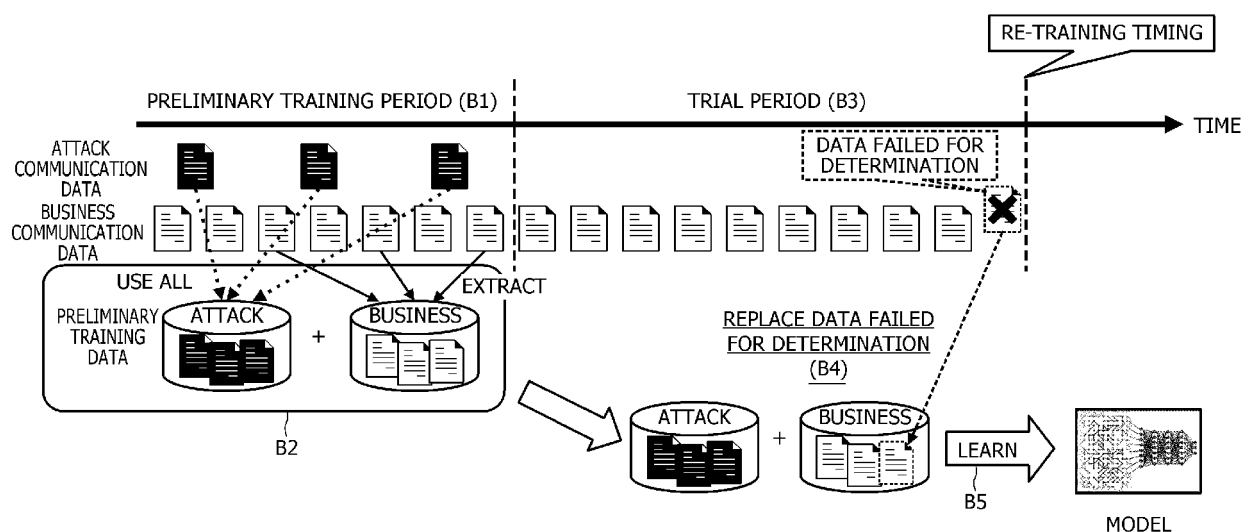 RE-TRAINING TIMING
PRELIMINARY TRAINING PERIOD (B1)
TRIAL PERIOD (B3)
TIME
ATTACK
COMMUNICATION
DATA
DATA FAILED FOR
DETERMINATION
BUSINESS
COMMUNICATION
DATA
USE ALL
EXTRACT
PRELIMINARY
TRAINING
DATA
ATTACK
+
BUSINESS
B2
REPLACE DATA FAILED
FOR DETERMINATION
(B4)
ATTACK
+
BUSINESS
LEARN
B5
MODEL